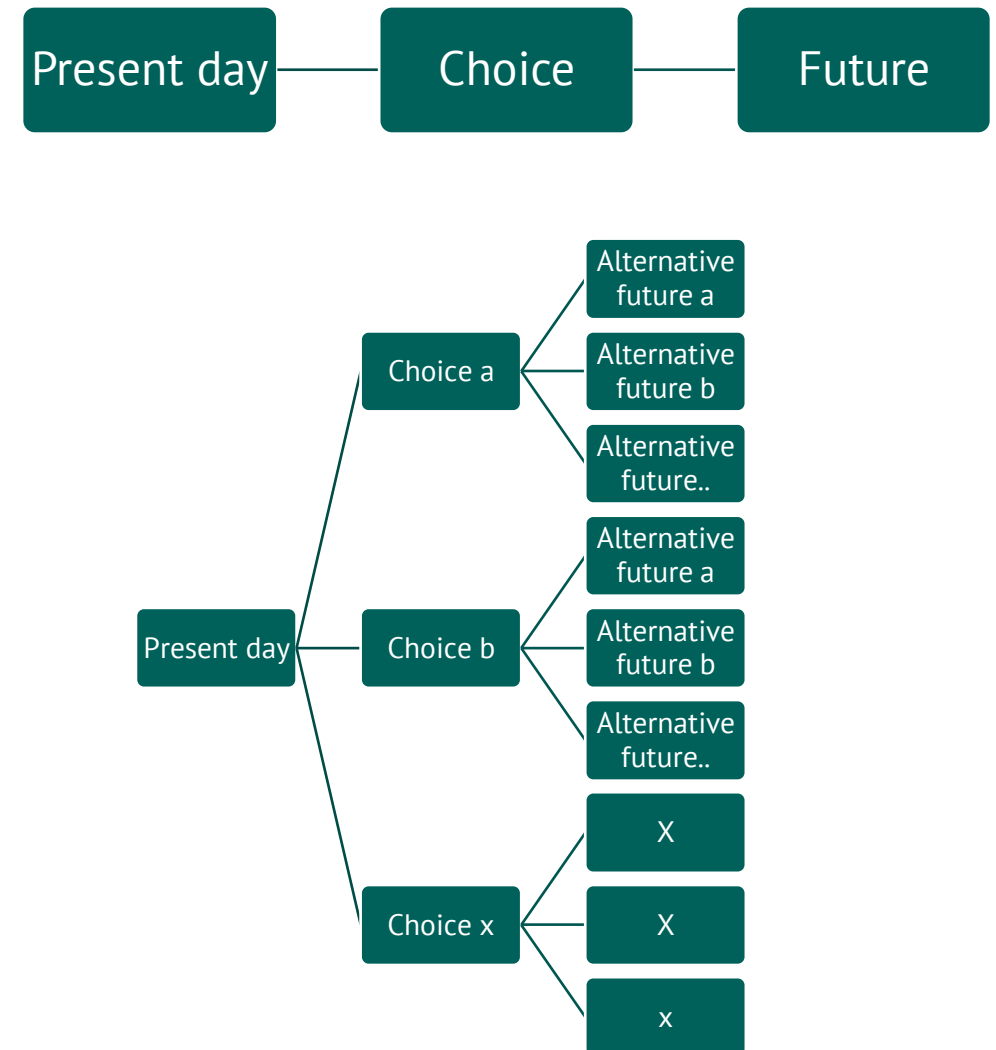 Present day
Choice
Future
Alternative
future a
Choice a
Alternative
future b
Alternative
future..
Alternative
future a
Present day
Choice b
Alternative
future b
Alternative
future..
X
Choice x
X
x